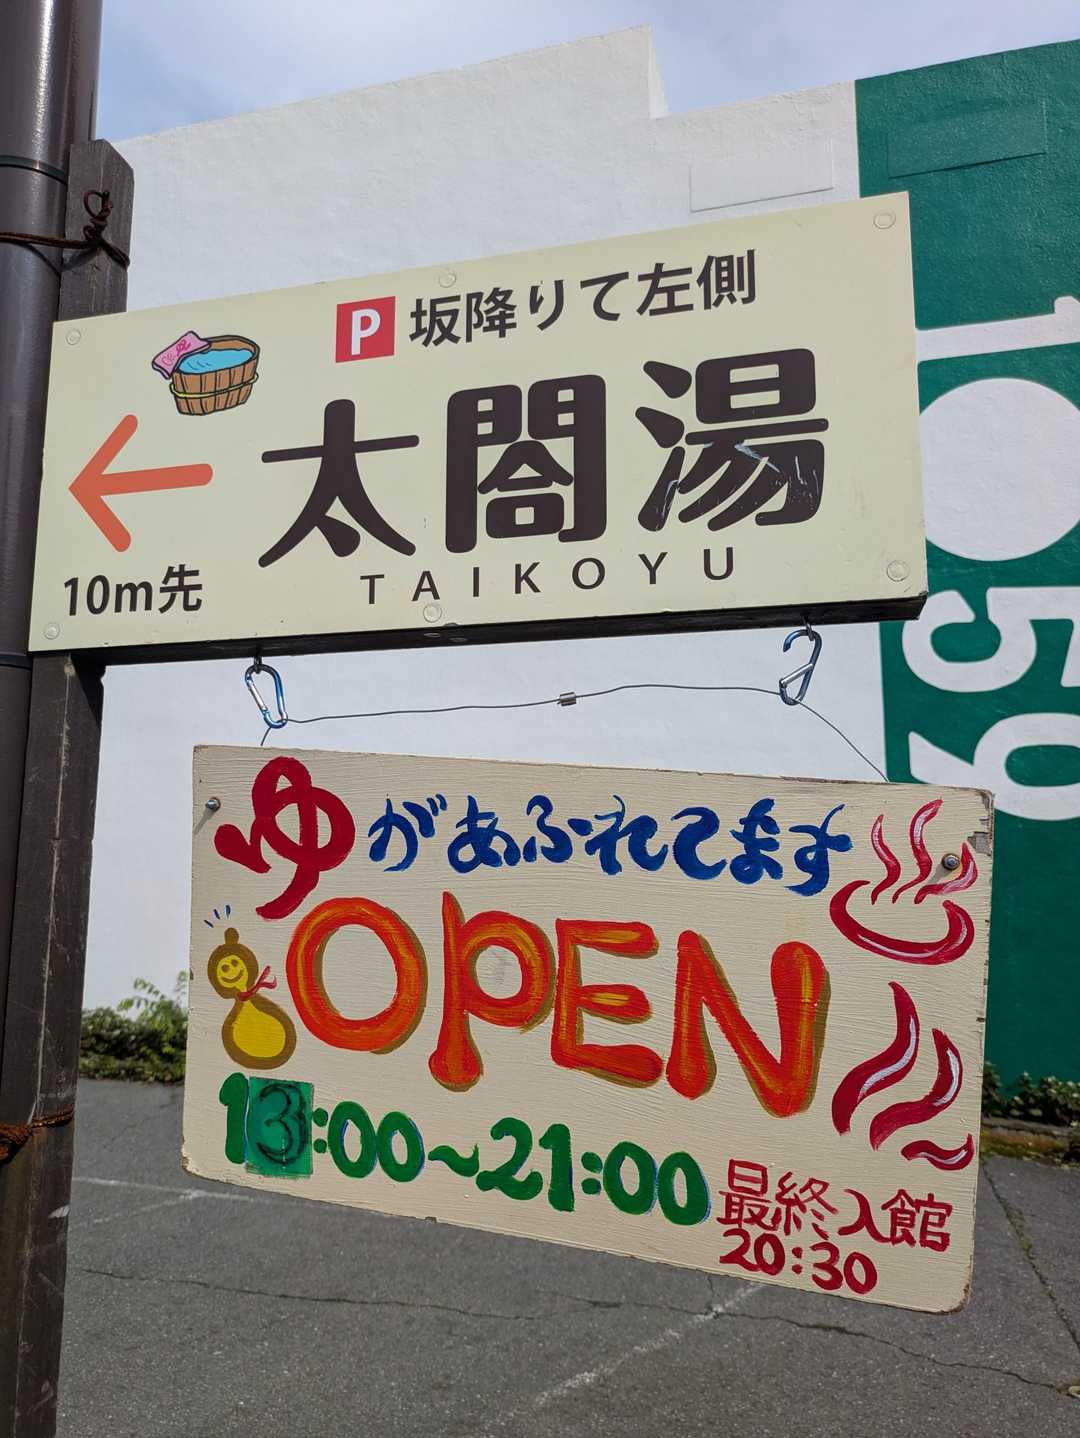 P 坂降りて左側
太閤湯
TAIKOYU
10m先
ゆがあふれてます
OPEN
13:00~21:00
最終入館
20:30